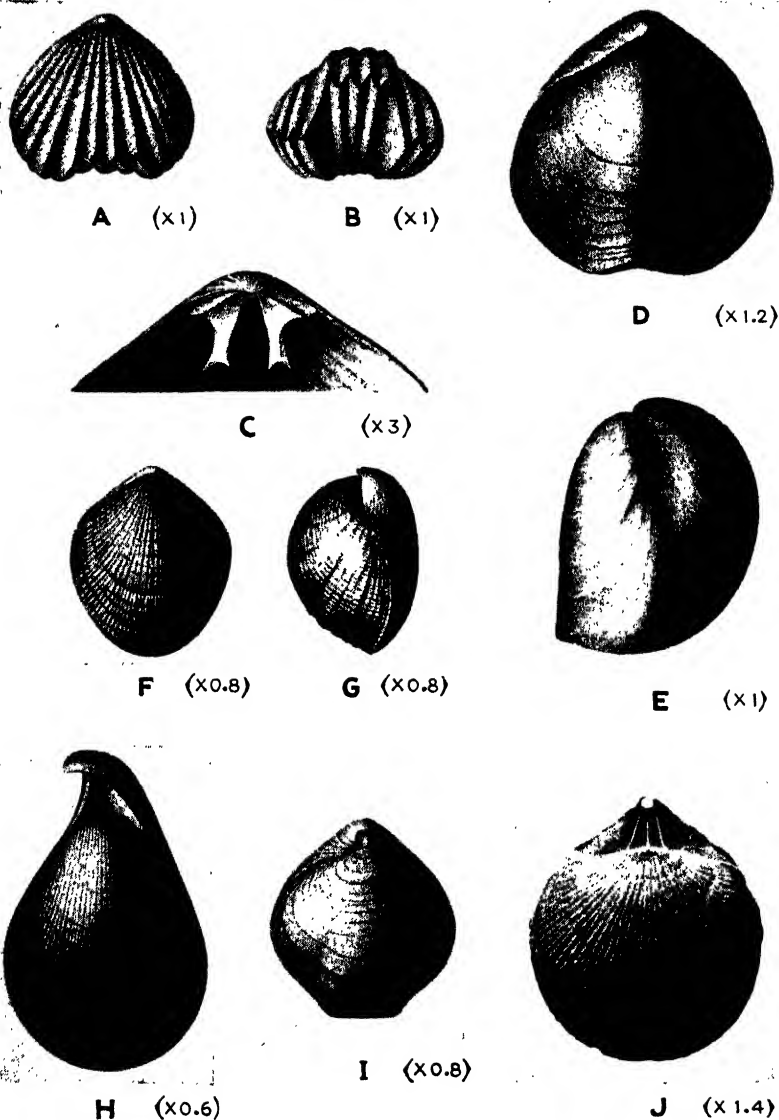 A (×1)
B (×1)
D (×1.2)
C (×3)
F (×0.8)
G (×0.8)
E (×1)
H (×0.6)
I (×0.8)
J (×1.4)